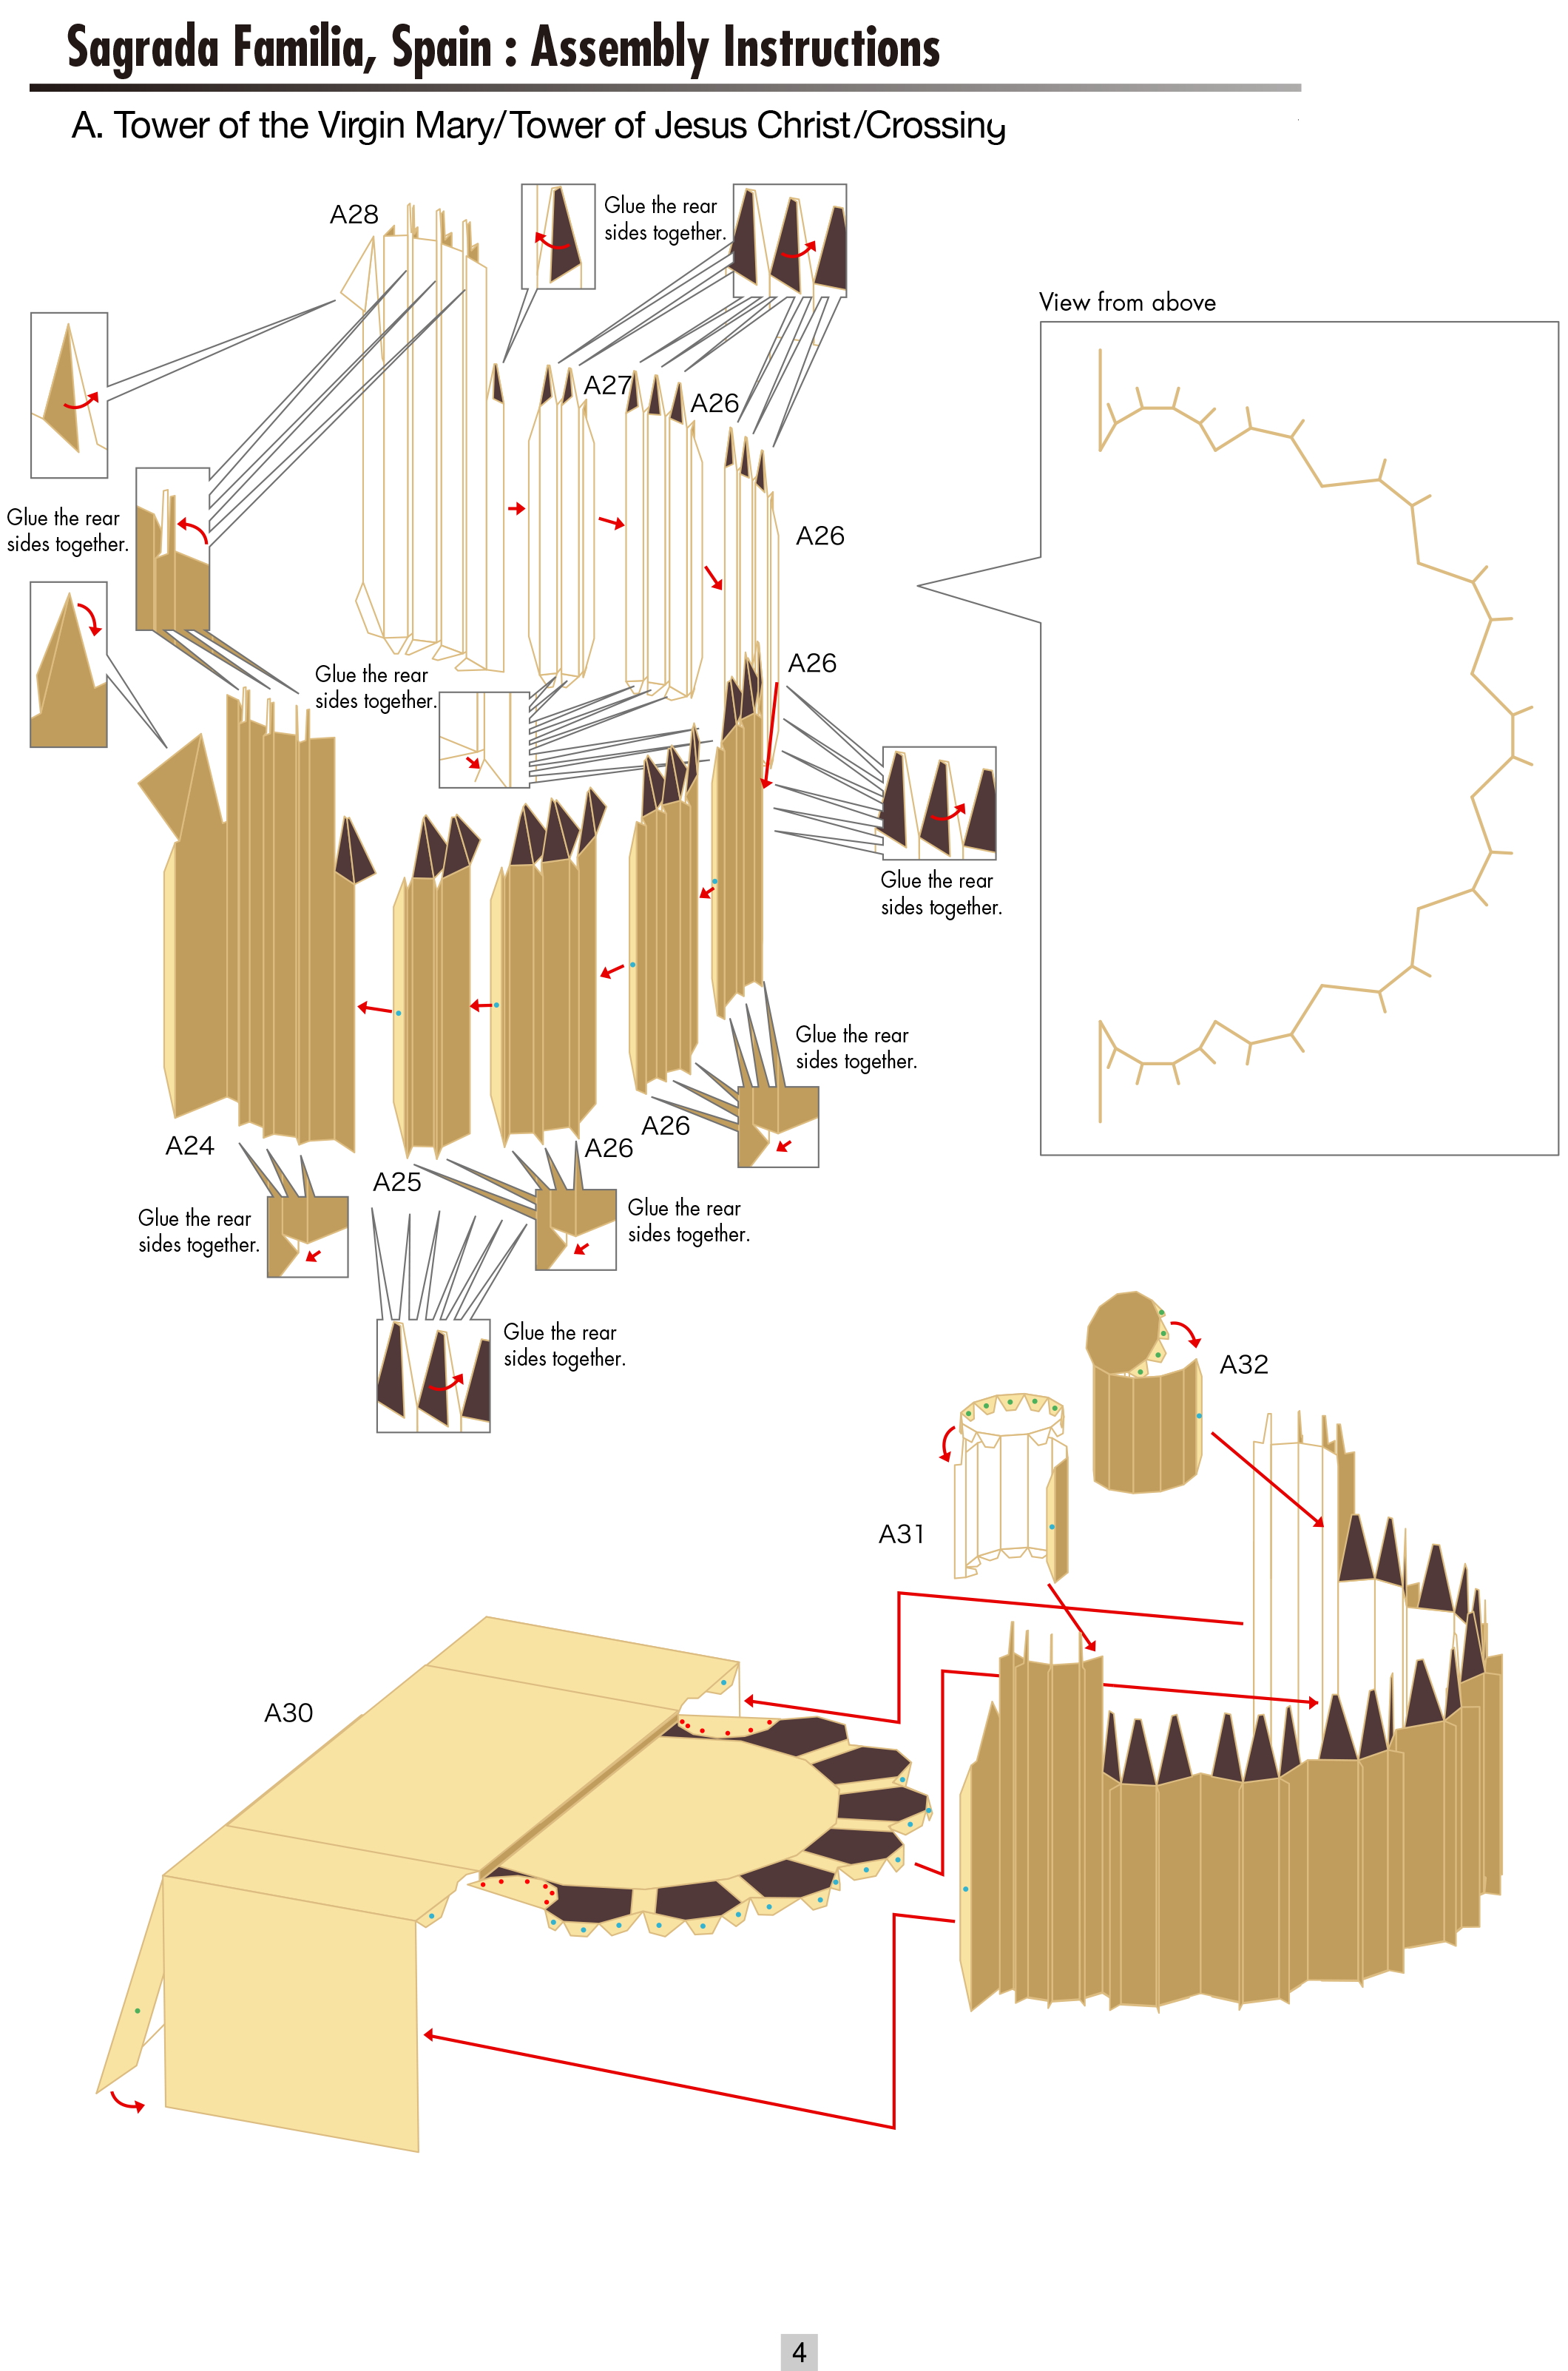 Sagrada Familia, Spain : Assembly Instructions
A. Tower of the Virgin Mary/Tower of Jesus Christ/Crossing
A28
Glue the rear
sides together.
View from above
A27
A26
Glue the rear
sides together.
A26
Glue the rear
sides together.
A26
Glue the rear
sides together.
Glue the rear
sides together.
A24
A25
A26
A26
Glue the rear
sides together.
Glue the rear
sides together.
Glue the rear
sides together.
A32
A31
A30
4